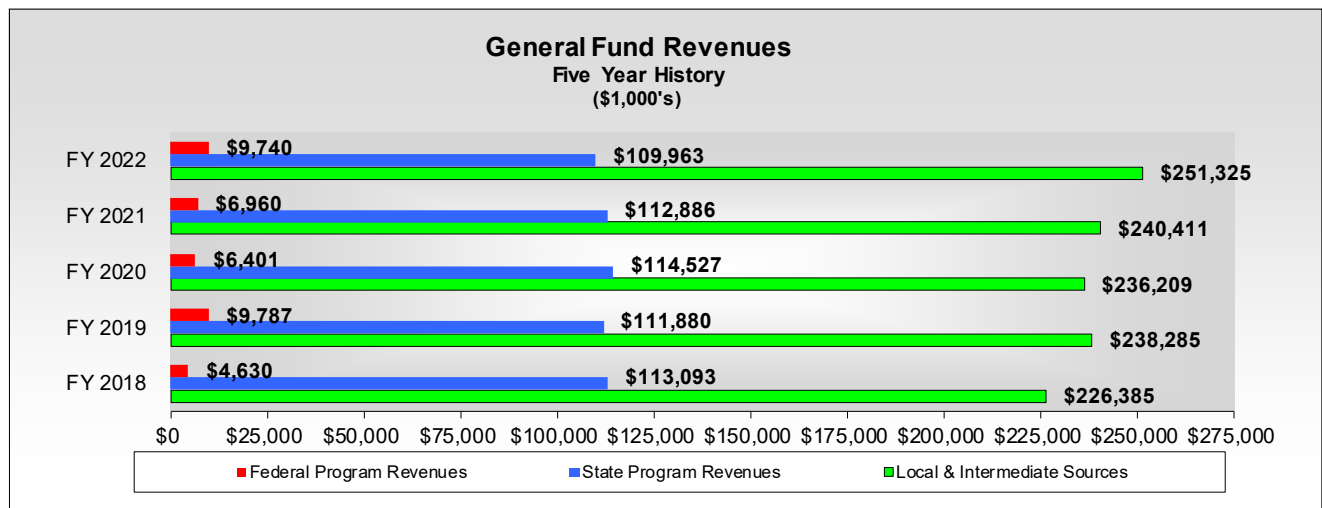 General Fund Revenues
Five Year History
($1,000's)
FY 2022
$9,740
$109,963
$251,325
FY 2021
$6,960
$112,886
$240,411
FY 2020
$6,401
$114,527
$236,209
FY 2019
$9,787
$111,880
$238,285
FY 2018
$4,630
$113,093
$226,385
$0 $25,000 $50,000 $75,000 $100,000 $125,000 $150,000 $175,000 $200,000 $225,000 $250,000 $275,000
Federal Program Revenues State Program Revenues Local & Intermediate Sources